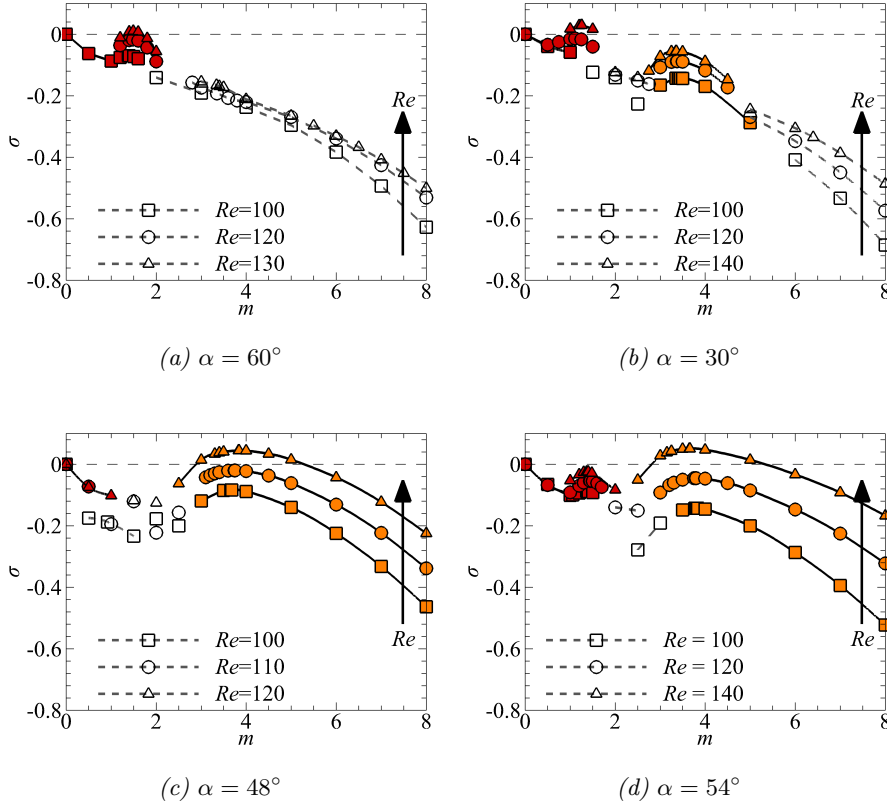 0
-0.2
-0.4
-0.6
-0.8
σ
0 2 4 6 8
m
Re
Re=100
Re=120
Re=130
(a) α = 60°
0
-0.2
-0.4
-0.6
-0.8
σ
0 2 4 6 8
m
Re
Re=100
Re=120
Re=140
(b) α = 30°
0
-0.2
-0.4
-0.6
-0.8
σ
0 2 4 6 8
m
Re
Re=100
Re=110
Re=120
(c) α = 48°
0
-0.2
-0.4
-0.6
-0.8
σ
0 2 4 6 8
m
Re
Re = 100
Re = 120
Re = 140
(d) α = 54°